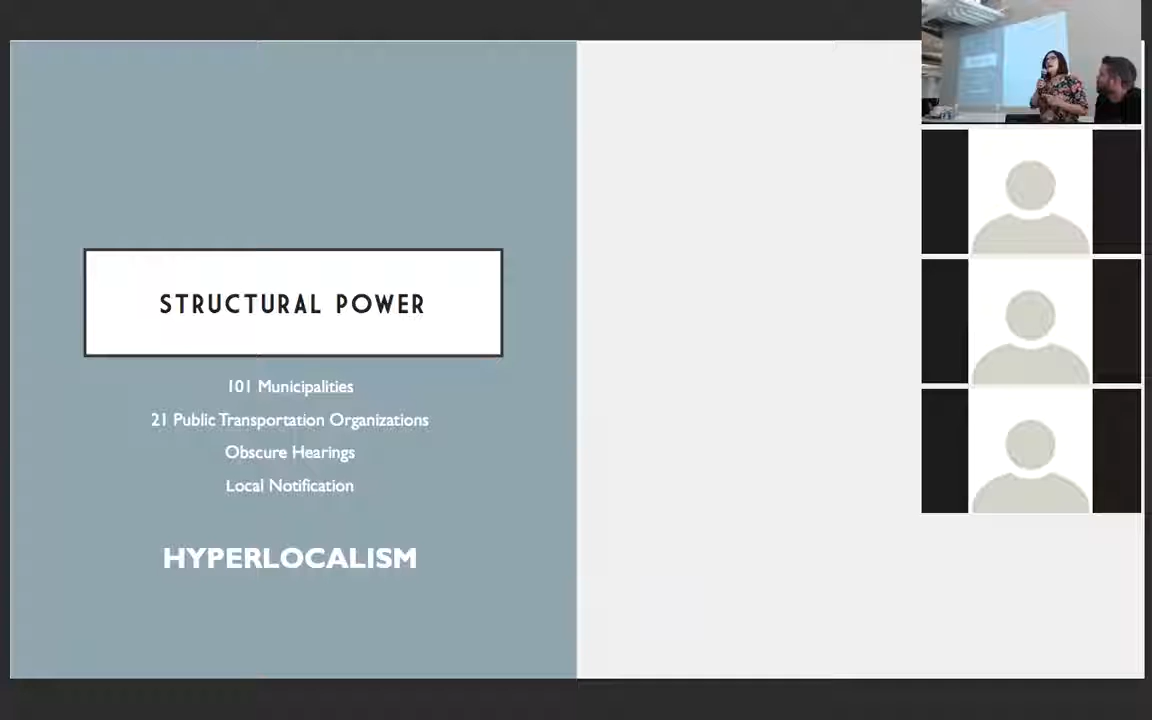 STRUCTURAL POWER
101 Municipalities
21 Public Transportation Organizations
Obscure Hearings
Local Notification
HYPERLOCALISM